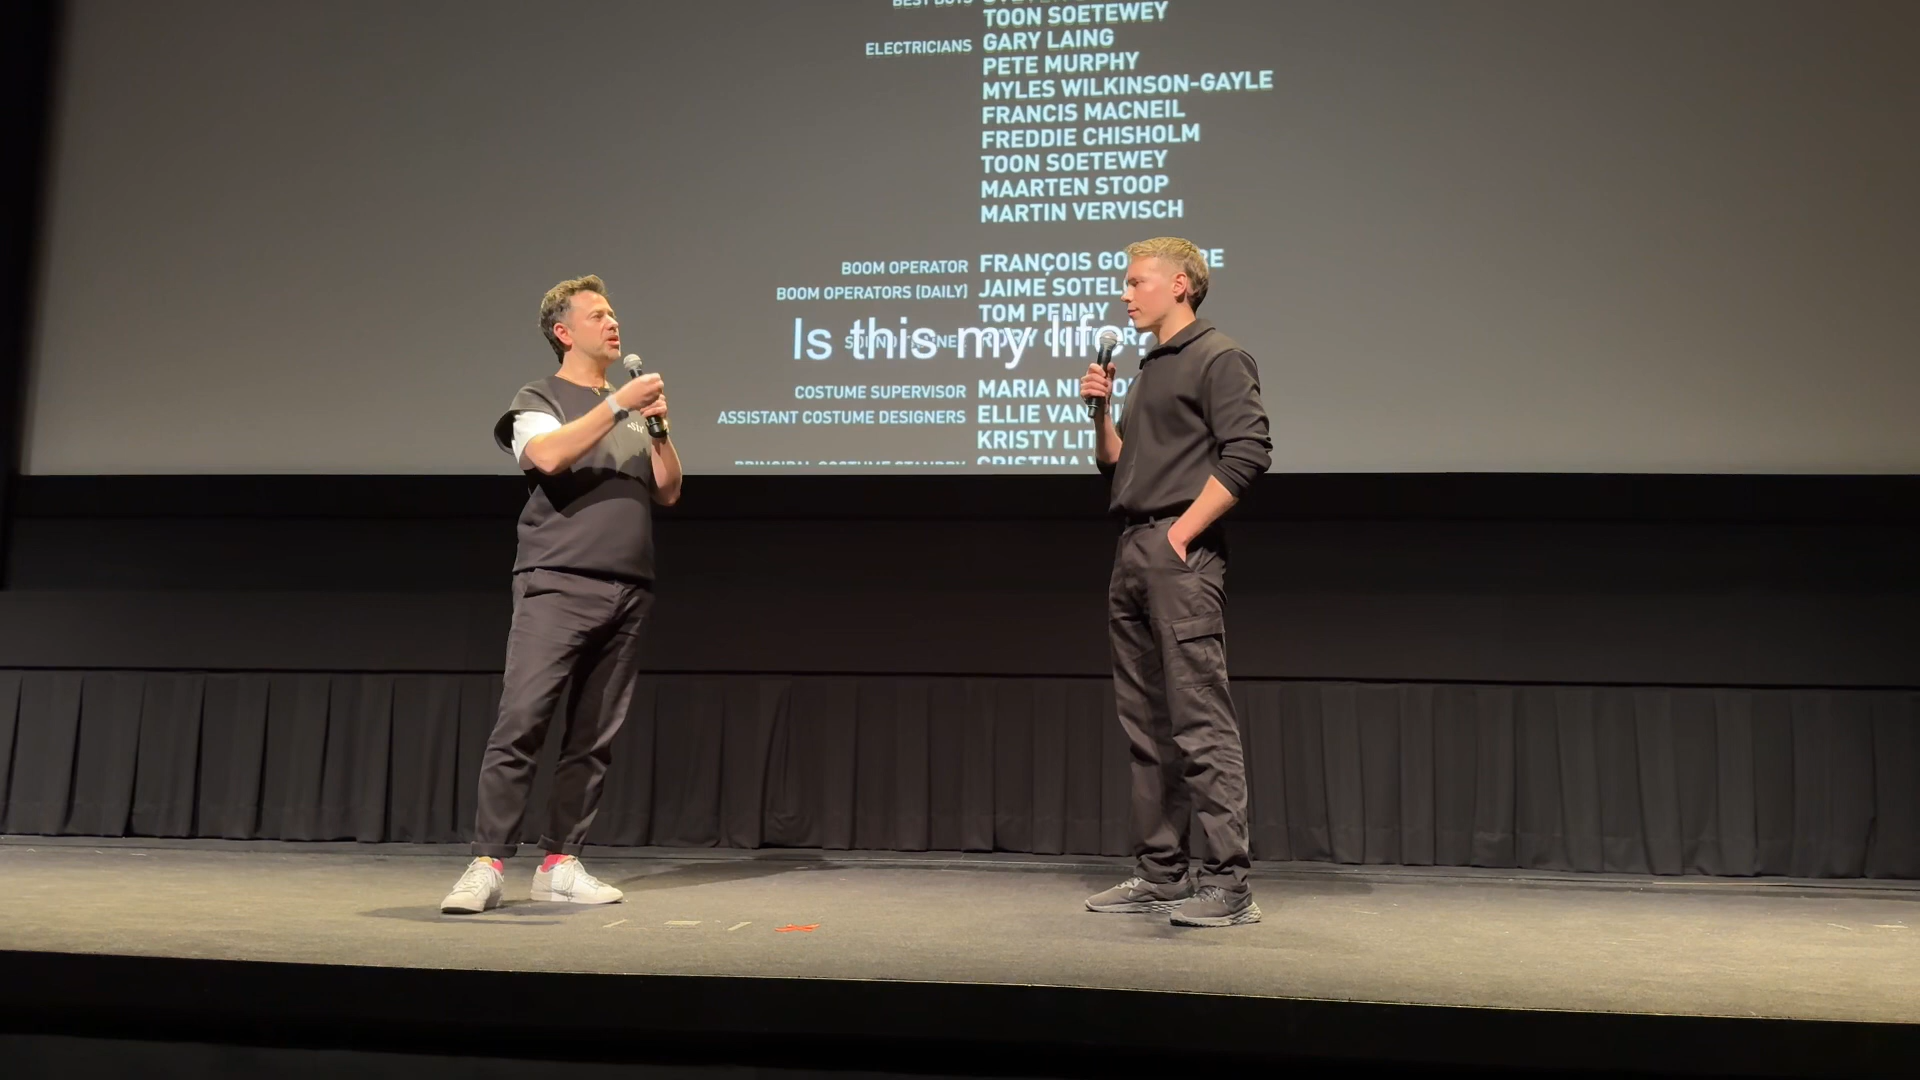 TOON SOETEWEY
ELECTRICIANS GARY LAING
PETE MURPHY
MYLES WILKINSON-GAYLE
FRANCIS MACNEIL
FREDDIE CHISHOLM
TOON SOETEWEY
MAARTEN STOOP
MARTIN VERVISCH
BOOM OPERATOR FRANÇOIS
BOOM OPERATORS (DAILY) JAIME
TOM PENNY
Is this my life?
COSTUME SUPERVISOR MARIA
ASSISTANT COSTUME DESIGNERS ELLIE
KRISTY